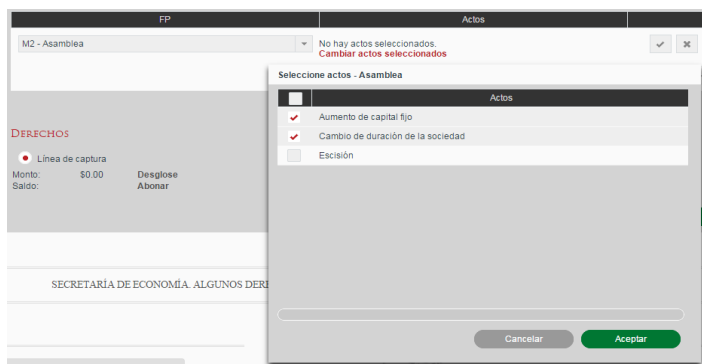 FP Actos
M2 - Asamblea No hay actos seleccionados.
Cambiar actos seleccionados
Seleccione actos - Asamblea
Actos
Aumento de capital fijo
Cambio de duración de la sociedad
Escisión
DERECHOS
Línea de captura
Monto: $0.00 Desglose
Saldo: Abonar
SECRETARÍA DE ECONOMÍA. ALGUNOS
Cancelar Aceptar